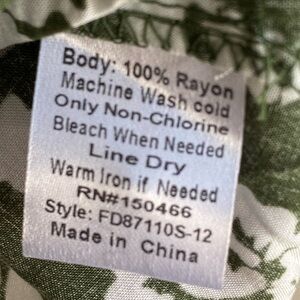 Body: 100% Rayon
Machine Wash cold
Only Non-Chlorine
Bleach When Needed
Line Dry
Warm Iron if Needed
RN#150466
Style: FD87110S-12
Made in China